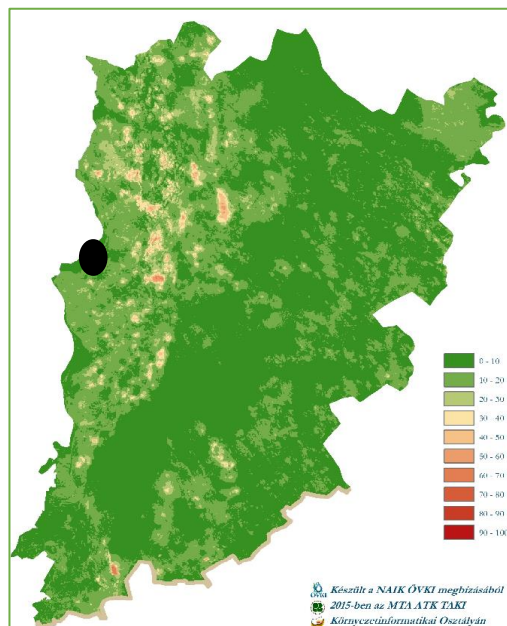 0 - 10
10 - 20
20 - 30
30 - 40
40 - 50
50 - 60
60 - 70
70 - 80
80 - 90
90 - 100
ÖVKI
Készült a NAIK ÖVKI megbízásából
2015-ben az MTA ATK TAKI
Környezetinformatikai Osztályán